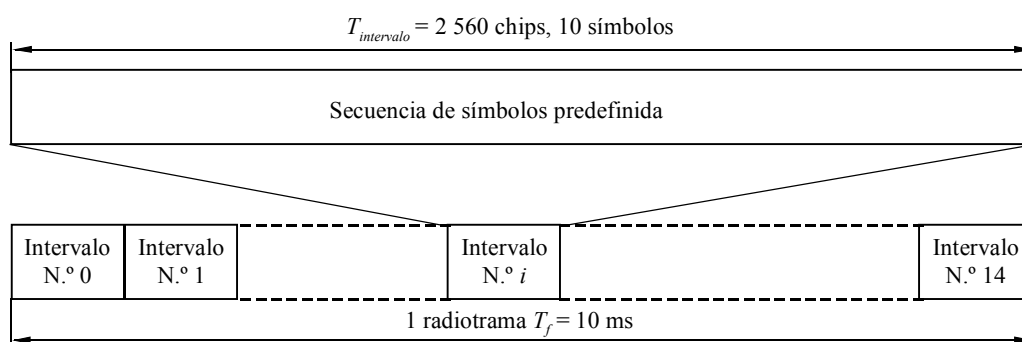 T_intervalo = 2 560 chips, 10 símbolos
Secuencia de símbolos predefinida
Intervalo
N.º 0
Intervalo
N.º 1
Intervalo
N.º i
Intervalo
N.º 14
1 radiotrama T_f = 10 ms